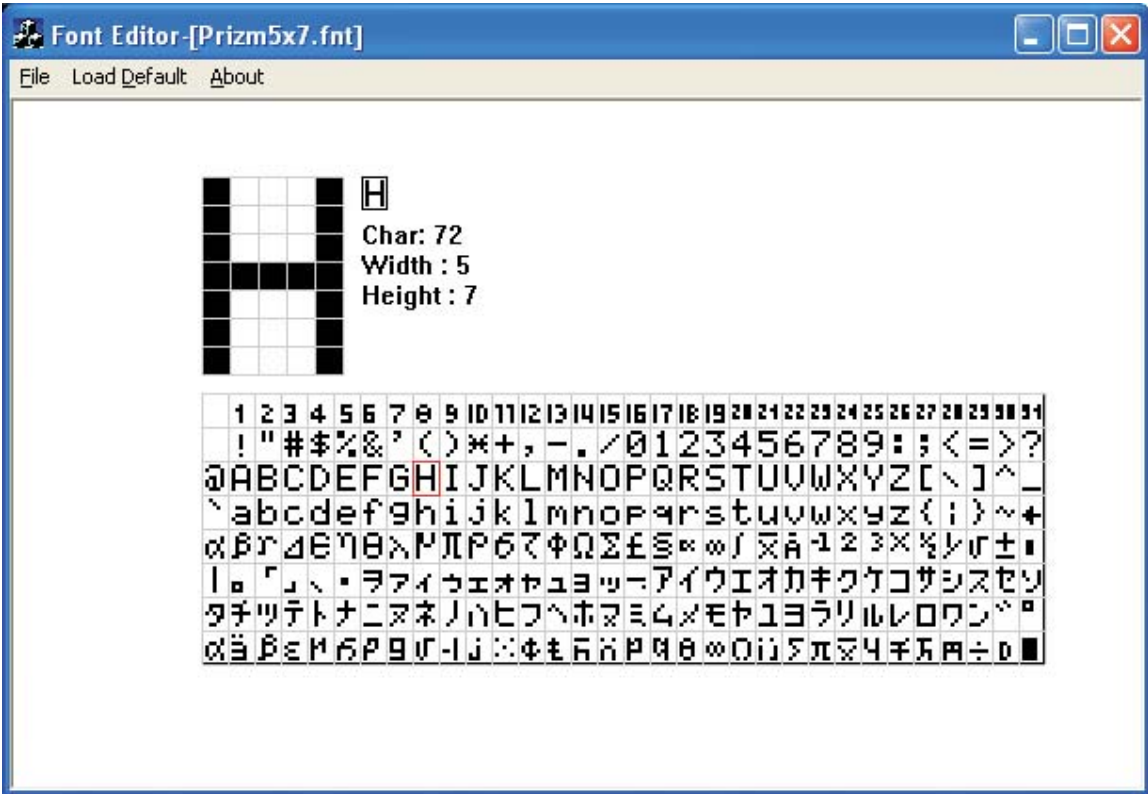 Font Editor-[Prizm5x7.fnt]
File Load Default About
H
Char: 72
Width : 5
Height : 7
1 2 3 4 5 6 7 8 9 10 11 12 13 14 15 16 17 18 19 20 21 22 23 24 25 26 27 28 29 30 31
! " # $ % & ' ( ) * + , - . / 0 1 2 3 4 5 6 7 8 9 : ; < = > ?
@ A B C D E F G H I J K L M N O P Q R S T U V W X Y Z [ \ ] ^ _
` a b c d e f g h i j k l m n o p q r s t u v w x y z { | } ~
Ω Σ £ ∞ ∫ ±
「 」 、 ・ ヲ ァ ィ ゥ ェ ォ ャ ュ ョ ッ ー ア イ ウ エ オ カ キ ク ケ コ サ シ ス セ ソ
タ チ ツ テ ト ナ ニ ヌ ネ ノ ハ ヒ フ ヘ ホ マ ミ ム メ モ ヤ ユ ヨ ラ リ ル レ ロ ワ ン ゛ ゜
α ä β ε θ ∞ Ω ü Σ π 千 万 円 ÷